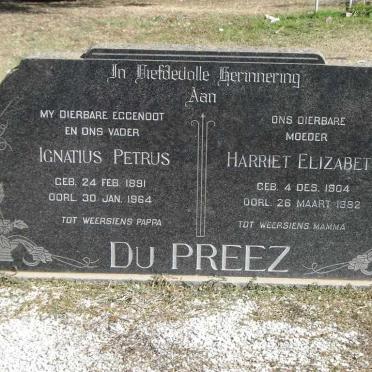 In Liefdevolle Herinnering
Aan
MY DIERBARE EGGENOOT
EN ONS VADER
IGNATIUS PETRUS
GEB. 24 FEB. 1891
OORL. 30 JAN. 1964
TOT WEERSIENS PAPPA
ONS DIERBARE
MOEDER
HARRIET ELIZABET
GEB. 4 DES. 1904
OORL. 26 MAART 1982
TOT WEERSIENS MAMMA
DU PREEZ